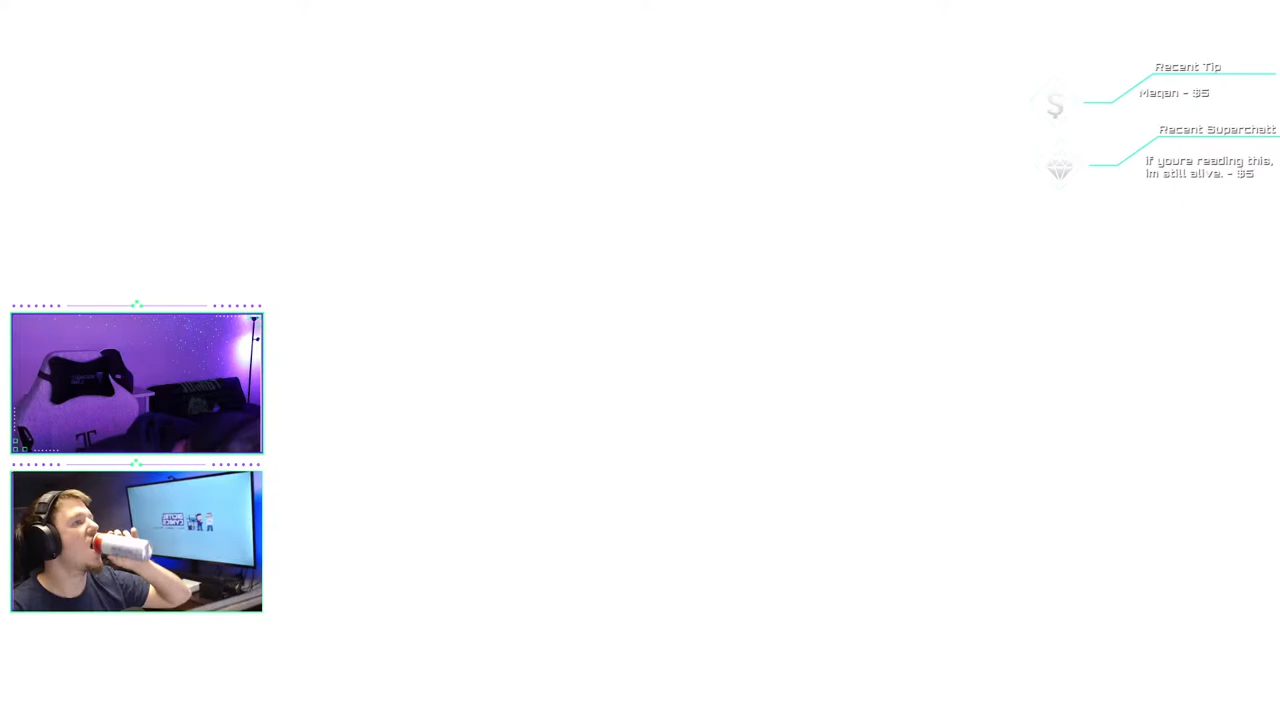 Recent Tip
Megan - $5
Recent Superchatt
if youre reading this,
im still alive. - $5